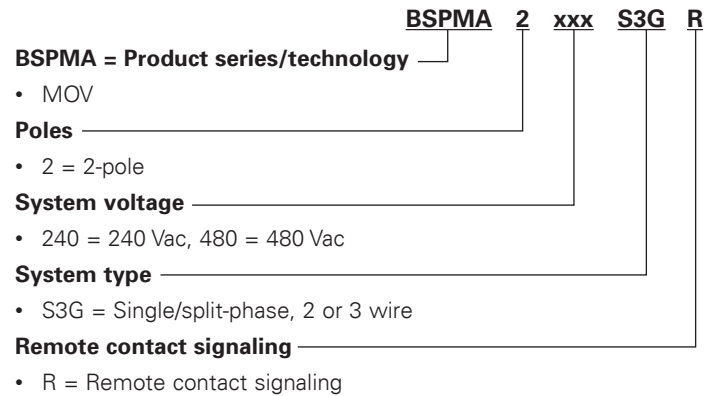 BSPMA 2 xxx S3G R
BSPMA = Product series/technology
• MOV
Poles
• 2 = 2-pole
System voltage
• 240 = 240 Vac, 480 = 480 Vac
System type
• S3G = Single/split-phase, 2 or 3 wire
Remote contact signaling
• R = Remote contact signaling